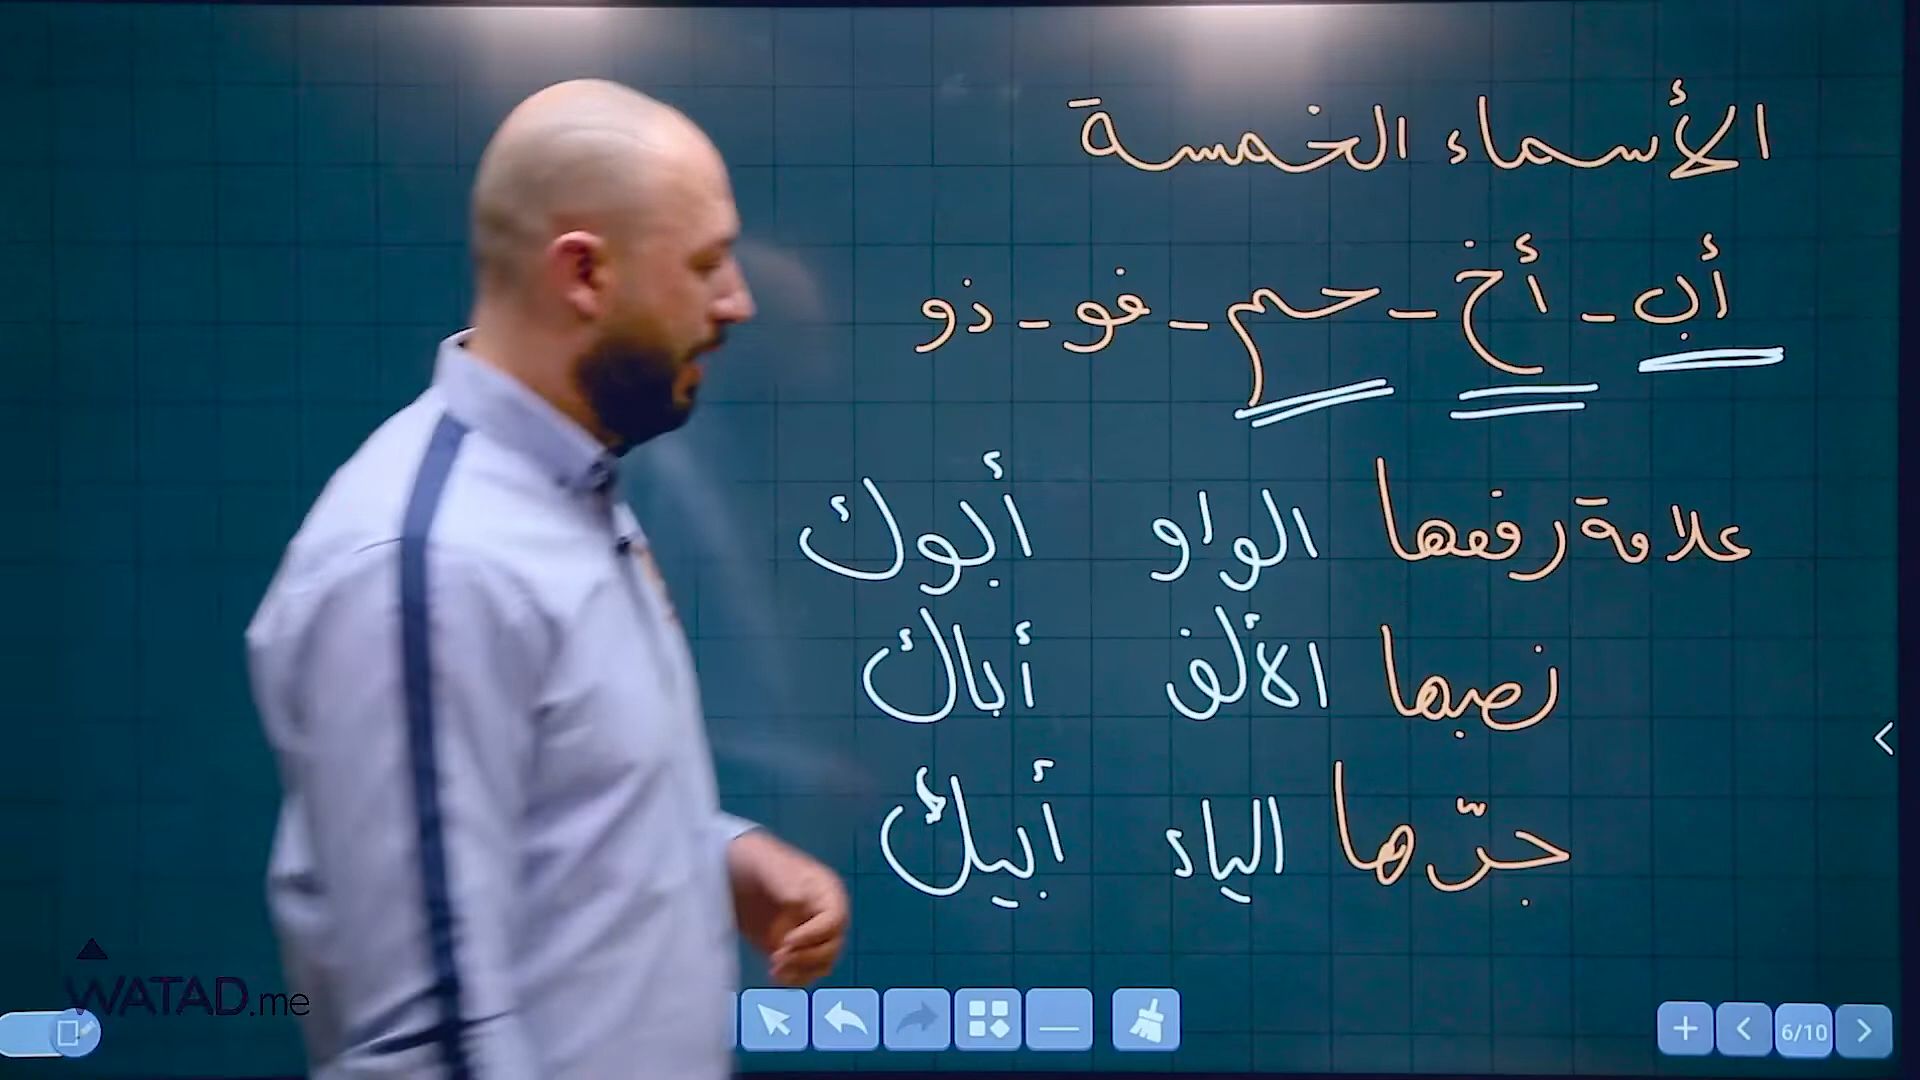 الأسماء الخمسة
أب - أخ - حم - فو - ذو
علامة رفعها الواو أبوك
نصبها الألف أباك
جرّها الياء أبيك
WATAD.me
6/10